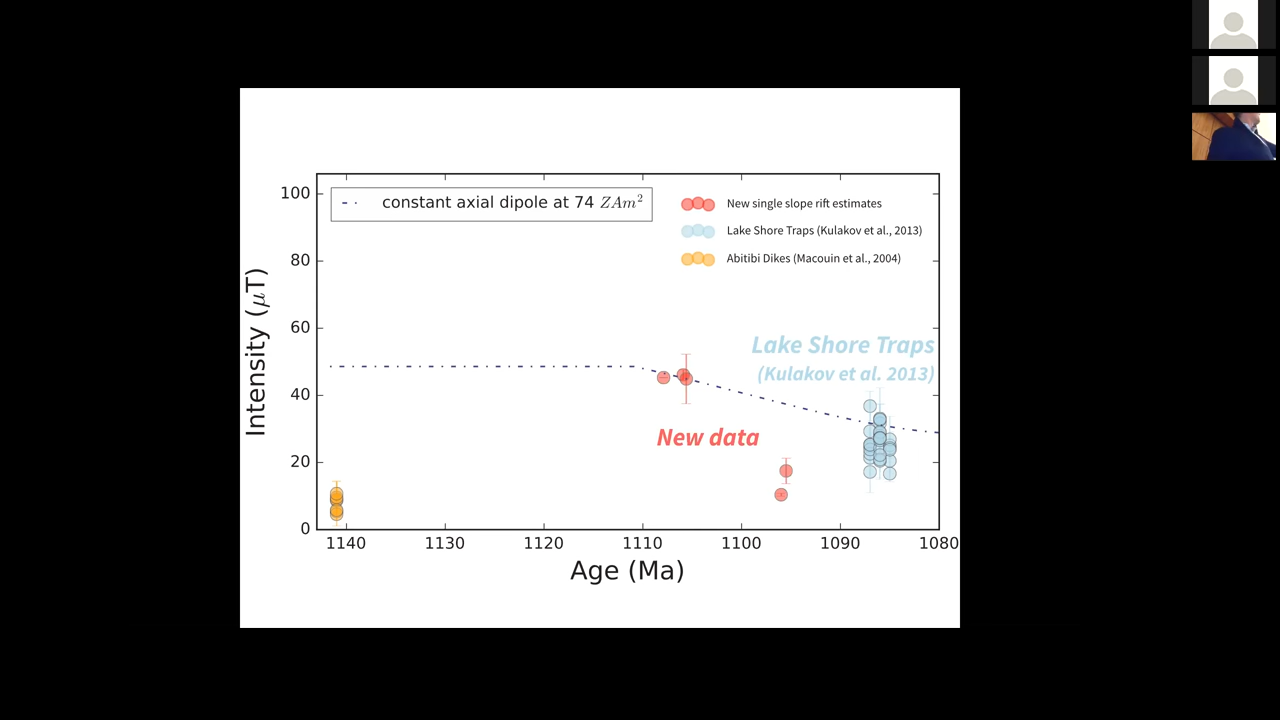 100
80
60
40
20
0
Intensity (μT)
constant axial dipole at 74 ZAm²
New single slope rift estimates
Lake Shore Traps (Kulakov et al., 2013)
Abitibi Dikes (Macouin et al., 2004)
Lake Shore Traps
(Kulakov et al. 2013)
New data
1140 1130 1120 1110 1100 1090 1080
Age (Ma)